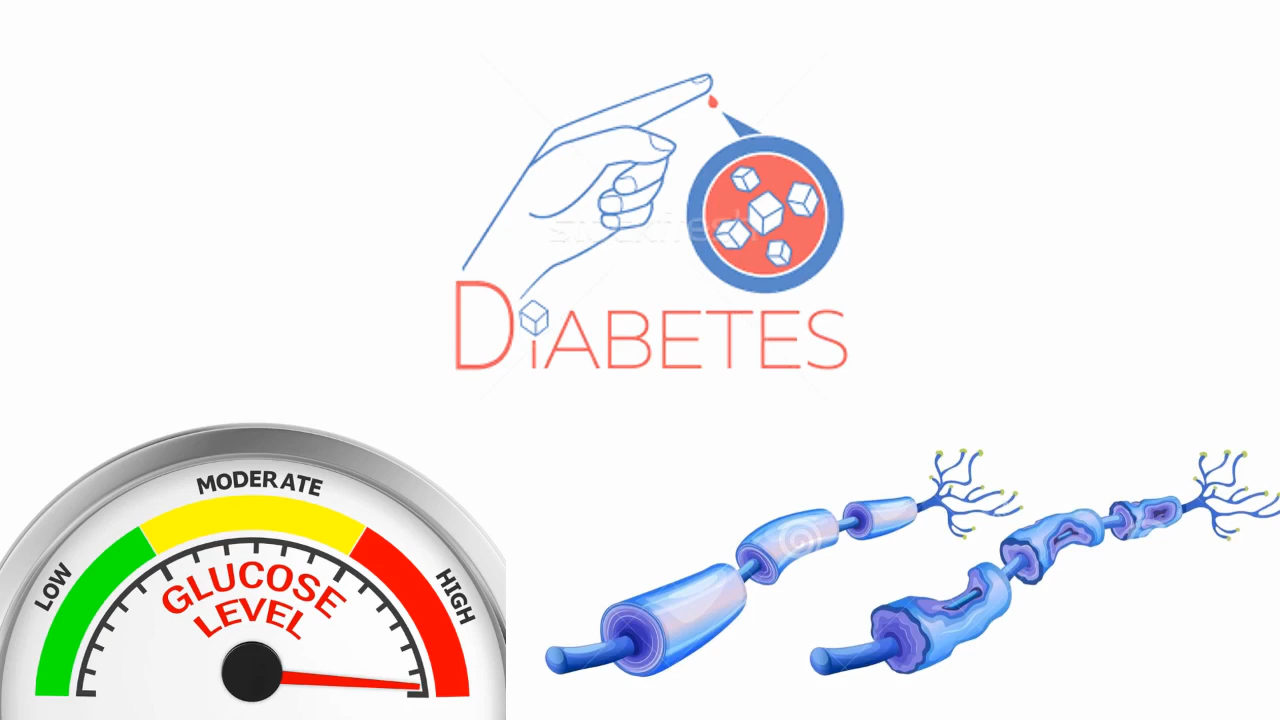 DiABETES
MODERATE
LOW
HIGH
GLUCOSE
LEVEL